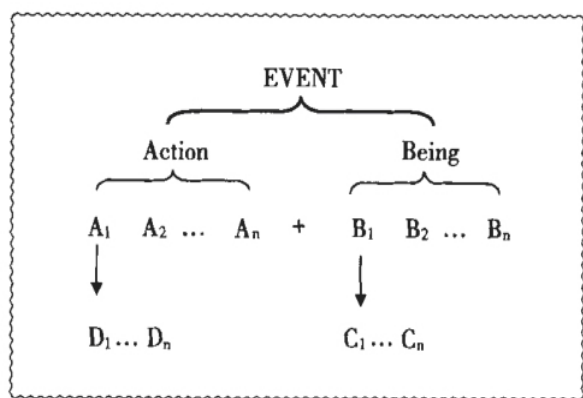 EVENT
Action Being
A₁ A₂ ... Aₙ + B₁ B₂ ... Bₙ
D₁... Dₙ C₁... Cₙ